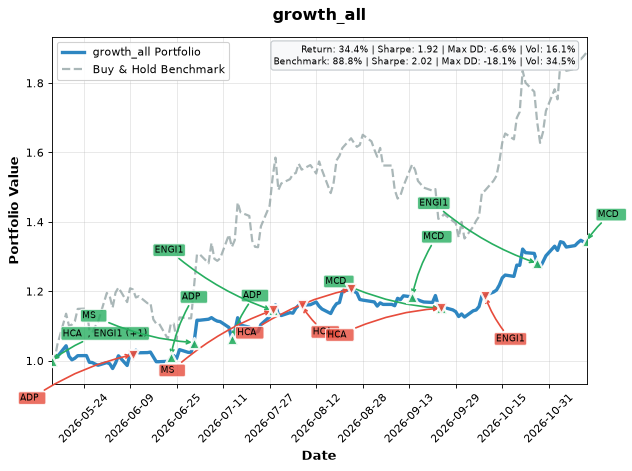 growth_all
growth_all Portfolio
Buy & Hold Benchmark
Return: 34.4% | Sharpe: 1.92 | Max DD: -6.6% | Vol: 16.1%
Benchmark: 88.8% | Sharpe: 2.02 | Max DD: -18.1% | Vol: 34.5%
Portfolio Value
1.8
1.6
1.4
1.2
1.0
ENGI1
MCD
MCD
ENGI1
MCD
ADP
ADP
MS
HCA
, ENGI1 (+1)
HCA
HCA
ENGI1
MS
ADP
2026-05-24
2026-06-09
2026-06-25
2026-07-11
2026-07-27
2026-08-12
2026-08-28
2026-09-13
2026-09-29
2026-10-15
2026-10-31
Date